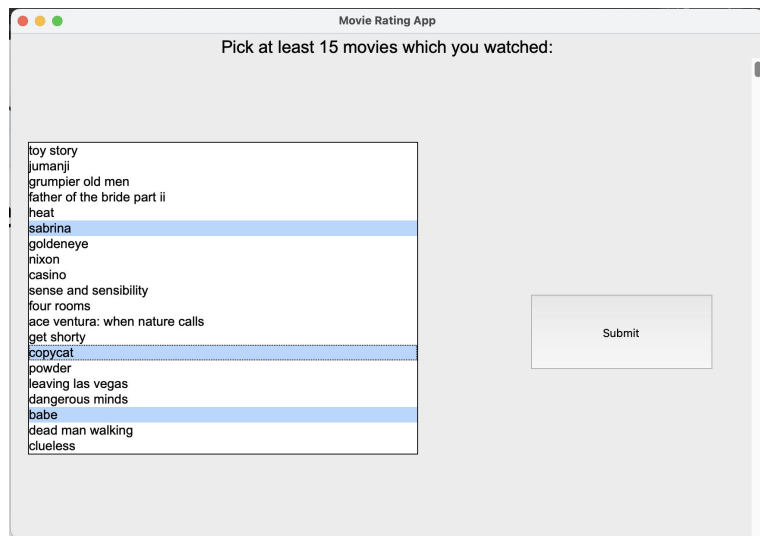 Movie Rating App
Pick at least 15 movies which you watched:
toy story
jumanji
grumpier old men
father of the bride part ii
heat
sabrina
goldeneye
nixon
casino
sense and sensibility
four rooms
ace ventura: when nature calls
get shorty
copycat
powder
leaving las vegas
dangerous minds
babe
dead man walking
clueless
Submit